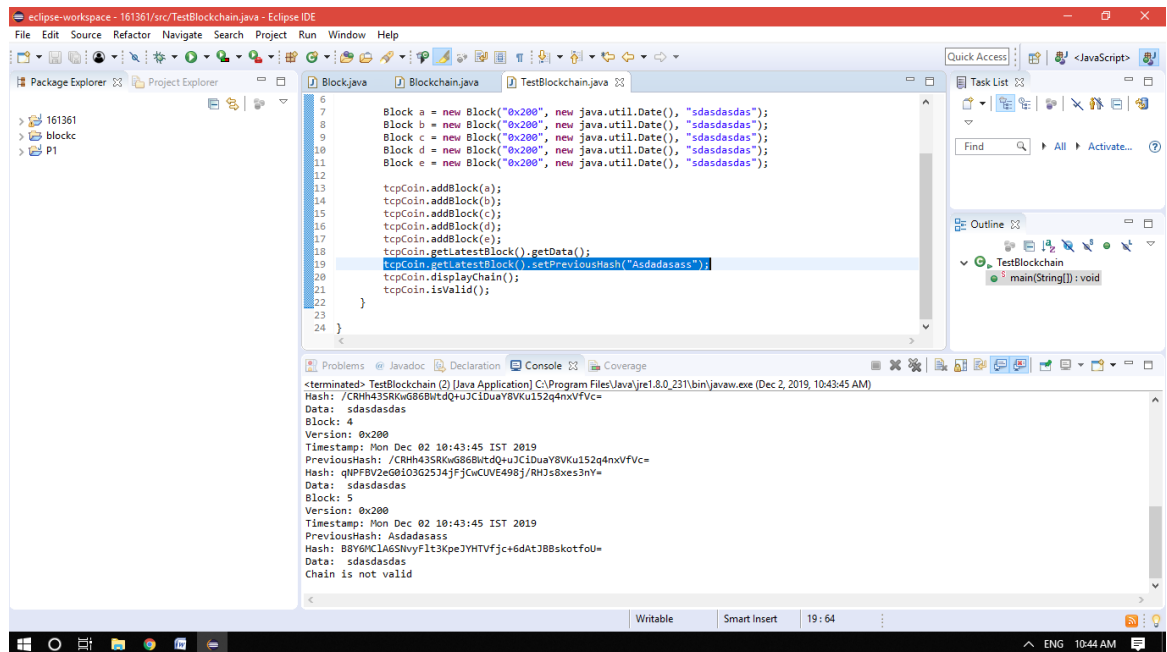 eclipse-workspace - 161361/src/TestBlockchain.java - Eclipse IDE
File Edit Source Refactor Navigate Search Project Run Window Help
Quick Access
<JavaScript>
Package Explorer
Project Explorer
161361
blockc
P1
Block.java
Blockchain.java
TestBlockchain.java
6
7 Block a = new Block("0x200", new java.util.Date(), "sdasdasdas");
8 Block b = new Block("0x200", new java.util.Date(), "sdasdasdas");
9 Block c = new Block("0x200", new java.util.Date(), "sdasdasdas");
10 Block d = new Block("0x200", new java.util.Date(), "sdasdasdas");
11 Block e = new Block("0x200", new java.util.Date(), "sdasdasdas");
12
13 tcpCoin.addBlock(a);
14 tcpCoin.addBlock(b);
15 tcpCoin.addBlock(c);
16 tcpCoin.addBlock(d);
17 tcpCoin.addBlock(e);
18 tcpCoin.getLatestBlock().getData();
19 tcpCoin.getLatestBlock().setPreviousHash("Asdadasass");
20 tcpCoin.displayChain();
21 tcpCoin.isValid();
22 }
23
24 }
Task List
Find
All
Activate...
Outline
TestBlockchain
main(String[]) : void
Problems
Javadoc
Declaration
Console
Coverage
<terminated> TestBlockchain (2) [Java Application] C:\Program Files\Java\jre1.8.0_231\bin\javaw.exe (Dec 2, 2019, 10:43:45 AM)
Hash: /CRHh43SRKwG86BWtdQ+uJCiDuaY8VKu152q4nxVfVc=
Data: sdasdasdas
Block: 4
Version: 0x200
Timestamp: Mon Dec 02 10:43:45 IST 2019
PreviousHash: /CRHh43SRKwG86BWtdQ+uJCiDuaY8VKu152q4nxVfVc=
Hash: qNPFBV2eG0iO3G25J4jFjCwCUVE498j/RHJs8xes3nY=
Data: sdasdasdas
Block: 5
Version: 0x200
Timestamp: Mon Dec 02 10:43:45 IST 2019
PreviousHash: Asdadasass
Hash: B8Y6MClA6SNvyFlt3KpeJYHTVfjc+6dAtJBBskotfoU=
Data: sdasdasdas
Chain is not valid
Writable
Smart Insert
19 : 64
ENG
10:44 AM